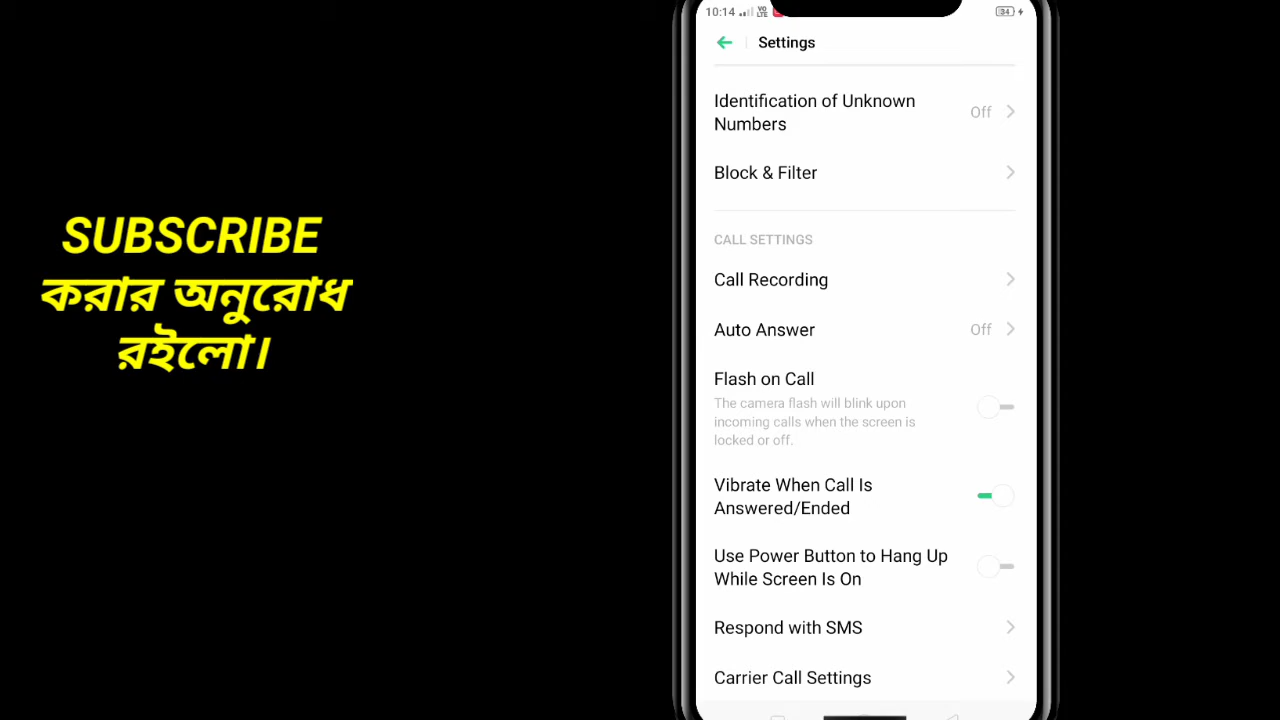 SUBSCRIBE
করার অনুরোধ
রইলো।
10:14 VO LTE 34
Settings
Identification of Unknown
Numbers
Off
Block & Filter
CALL SETTINGS
Call Recording
Auto Answer
Off
Flash on Call
The camera flash will blink upon
incoming calls when the screen is
locked or off.
Vibrate When Call Is
Answered/Ended
Use Power Button to Hang Up
While Screen Is On
Respond with SMS
Carrier Call Settings